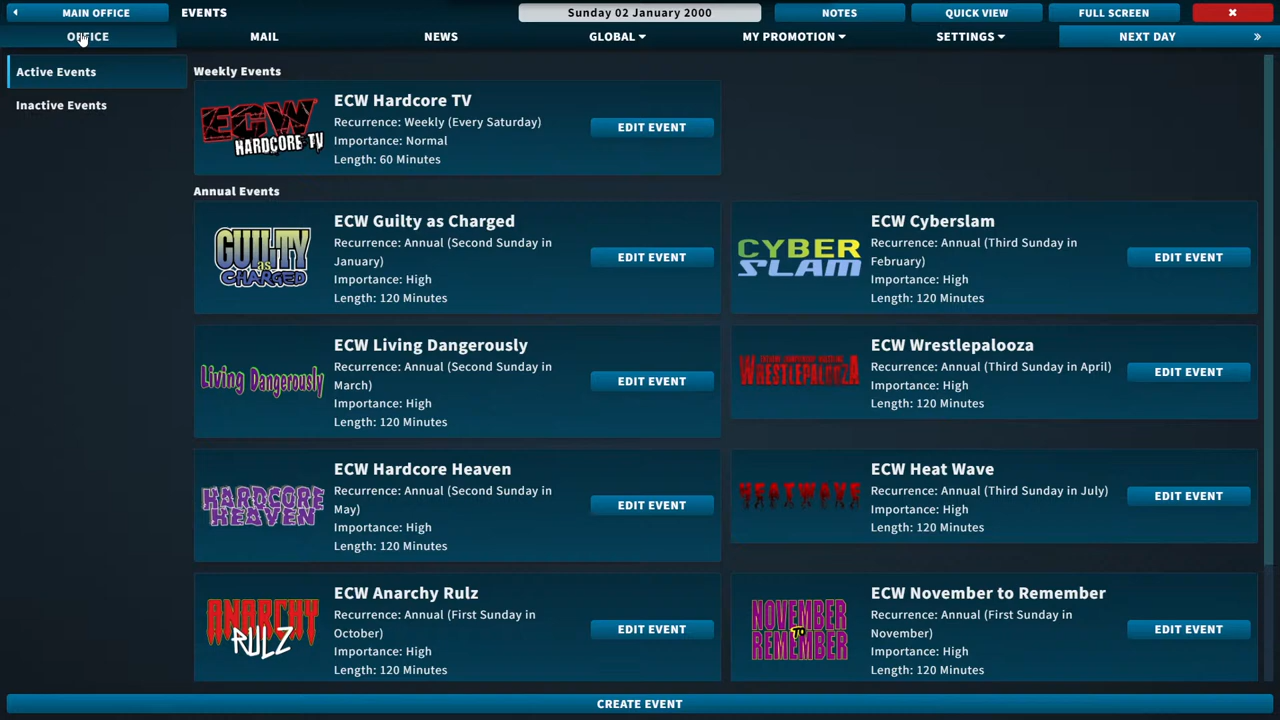 MAIN OFFICE
EVENTS
Sunday 02 January 2000
NOTES
QUICK VIEW
FULL SCREEN
OFFICE
MAIL
NEWS
GLOBAL
MY PROMOTION
SETTINGS
NEXT DAY
Active Events
Inactive Events
Weekly Events
ECW
HARDCORE TV
ECW Hardcore TV
Recurrence: Weekly (Every Saturday)
Importance: Normal
Length: 60 Minutes
EDIT EVENT
Annual Events
GUILTY
as
CHARGED
ECW Guilty as Charged
Recurrence: Annual (Second Sunday in
January)
Importance: High
Length: 120 Minutes
EDIT EVENT
CYBER
SLAM
ECW Cyberslam
Recurrence: Annual (Third Sunday in
February)
Importance: High
Length: 120 Minutes
EDIT EVENT
Living Dangerously
ECW Living Dangerously
Recurrence: Annual (Second Sunday in
March)
Importance: High
Length: 120 Minutes
EDIT EVENT
WRESTLEPALOOZA
ECW Wrestlepalooza
Recurrence: Annual (Third Sunday in April)
Importance: High
Length: 120 Minutes
EDIT EVENT
HARDCORE
HEAVEN
ECW Hardcore Heaven
Recurrence: Annual (Second Sunday in
May)
Importance: High
Length: 120 Minutes
EDIT EVENT
HEATWAVE
ECW Heat Wave
Recurrence: Annual (Third Sunday in July)
Importance: High
Length: 120 Minutes
EDIT EVENT
ANARCHY
RULZ
ECW Anarchy Rulz
Recurrence: Annual (First Sunday in
October)
Importance: High
Length: 120 Minutes
EDIT EVENT
NOVEMBER
TO
REMEMBER
ECW November to Remember
Recurrence: Annual (First Sunday in
November)
Importance: High
Length: 120 Minutes
EDIT EVENT
CREATE EVENT